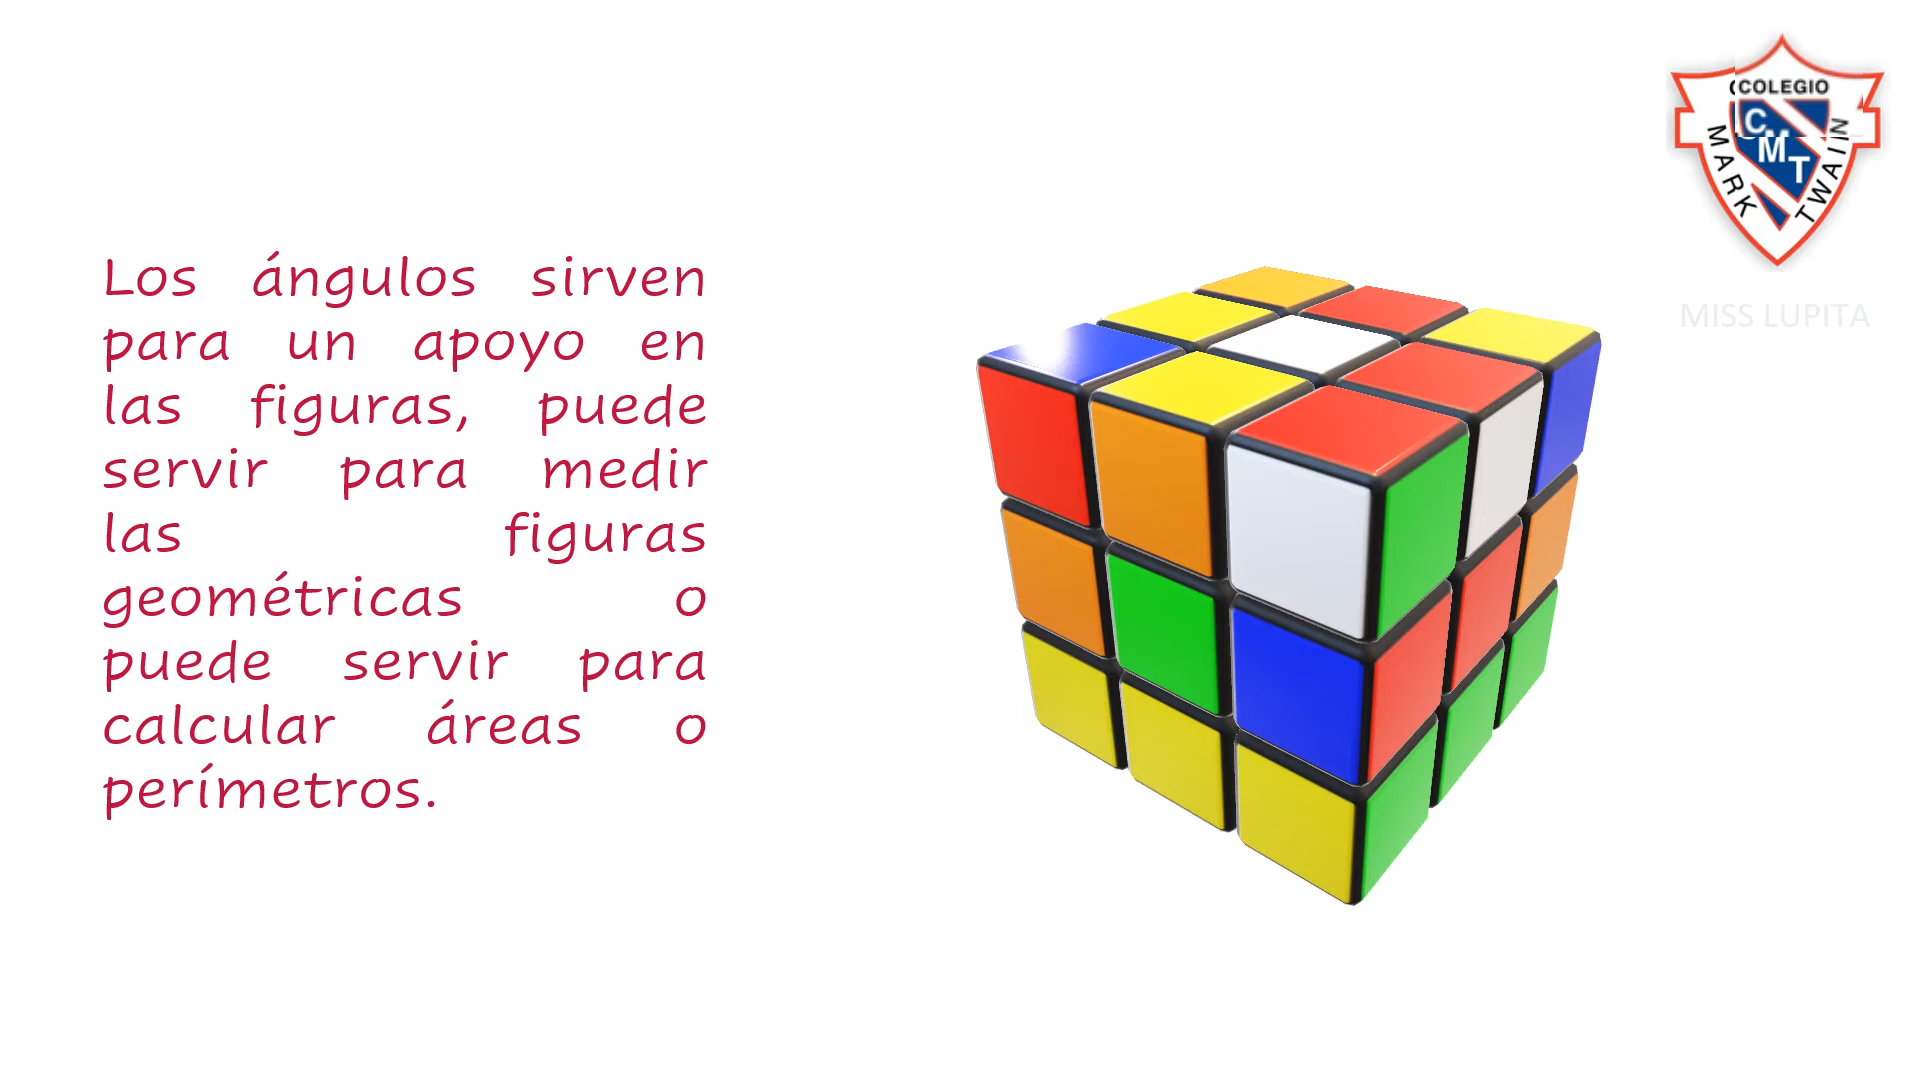 COLEGIO
CMT
MARK
TWAIN
MISS LUPITA
Los ángulos sirven
para un apoyo en
las figuras, puede
servir para medir
las figuras
geométricas o
puede servir para
calcular áreas o
perímetros.